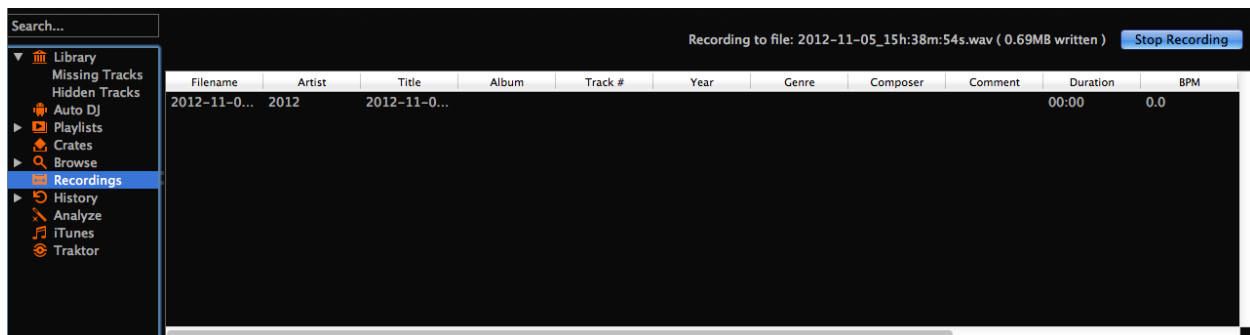 Search...
Recording to file: 2012-11-05_15h:38m:54s.wav ( 0.69MB written ) Stop Recording
Library
Missing Tracks
Hidden Tracks
Auto DJ
Playlists
Crates
Browse
Recordings
History
Analyze
iTunes
Traktor
Filename Artist Title Album Track # Year Genre Composer Comment Duration BPM
2012-11-0... 2012 2012-11-0... 00:00 0.0